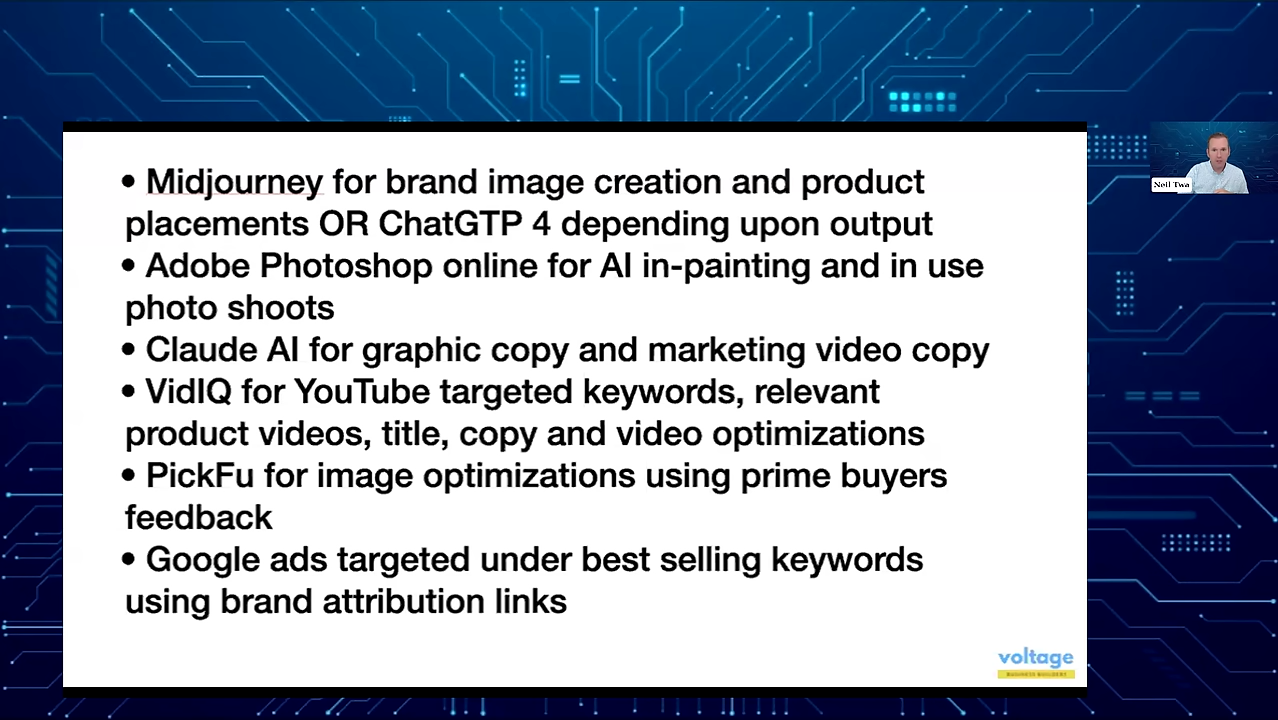 • Midjourney for brand image creation and product
placements OR ChatGTP 4 depending upon output
• Adobe Photoshop online for AI in-painting and in use
photo shoots
• Claude AI for graphic copy and marketing video copy
• VidIQ for YouTube targeted keywords, relevant
product videos, title, copy and video optimizations
• PickFu for image optimizations using prime buyers
feedback
• Google ads targeted under best selling keywords
using brand attribution links
voltage
BUSINESS BUILDERS
Neil Twa